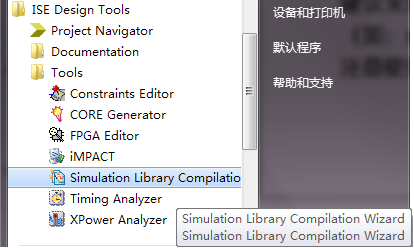 ISE Design Tools
Project Navigator
Documentation
Tools
Constraints Editor
CORE Generator
FPGA Editor
iMPACT
Simulation Library Compilatio
Timing Analyzer
XPower Analyzer
Simulation Library Compilation Wizard
Simulation Library Compilation Wizard
设备和打印机
默认程序
帮助和支持